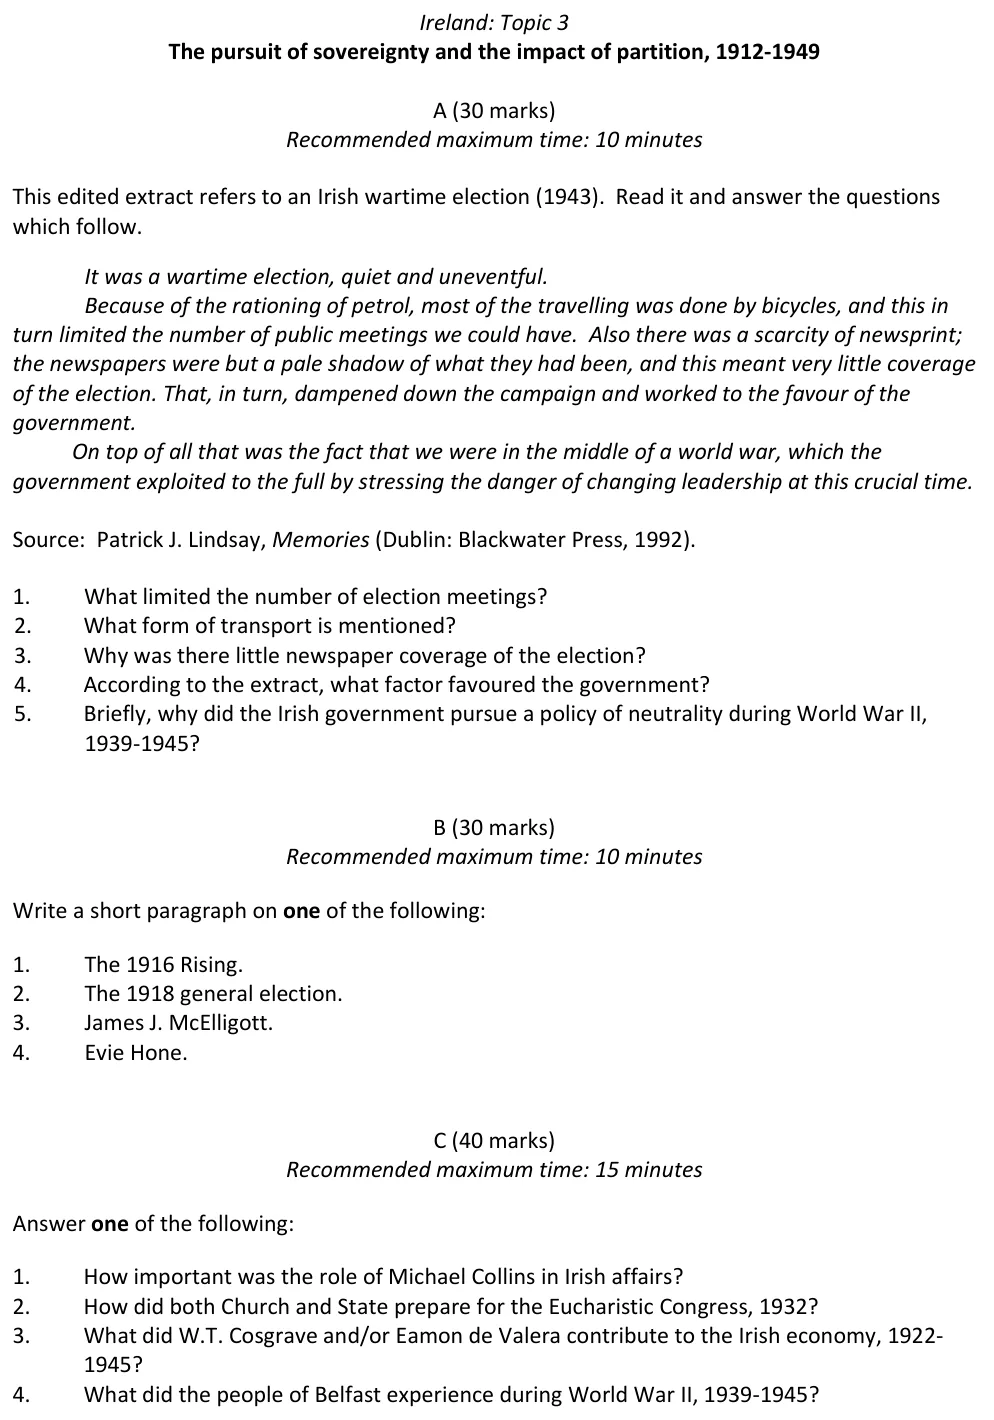 Ireland: Topic 3
The pursuit of sovereignty and the impact of partition, 1912-1949
A (30 marks)
Recommended maximum time: 10 minutes
This edited extract refers to an Irish wartime election (1943).  Read it and answer the questions
which follow.
It was a wartime election, quiet and uneventful.
Because of the rationing of petrol, most of the travelling was done by bicycles, and this in
turn limited the number of public meetings we could have.  Also there was a scarcity of newsprint;
the newspapers were but a pale shadow of what they had been, and this meant very little coverage
of the election. That, in turn, dampened down the campaign and worked to the favour of the
government.
On top of all that was the fact that we were in the middle of a world war, which the
government exploited to the full by stressing the danger of changing leadership at this crucial time.
Source:  Patrick J. Lindsay, Memories (Dublin: Blackwater Press, 1992).
1. What limited the number of election meetings?
2. What form of transport is mentioned?
3. Why was there little newspaper coverage of the election?
4. According to the extract, what factor favoured the government?
5. Briefly, why did the Irish government pursue a policy of neutrality during World War II,
1939-1945?
B (30 marks)
Recommended maximum time: 10 minutes
Write a short paragraph on one of the following:
1. The 1916 Rising.
2. The 1918 general election.
3. James J. McElligott.
4. Evie Hone.
C (40 marks)
Recommended maximum time: 15 minutes
Answer one of the following:
1. How important was the role of Michael Collins in Irish affairs?
2. How did both Church and State prepare for the Eucharistic Congress, 1932?
3. What did W.T. Cosgrave and/or Eamon de Valera contribute to the Irish economy, 1922-
1945?
4. What did the people of Belfast experience during World War II, 1939-1945?